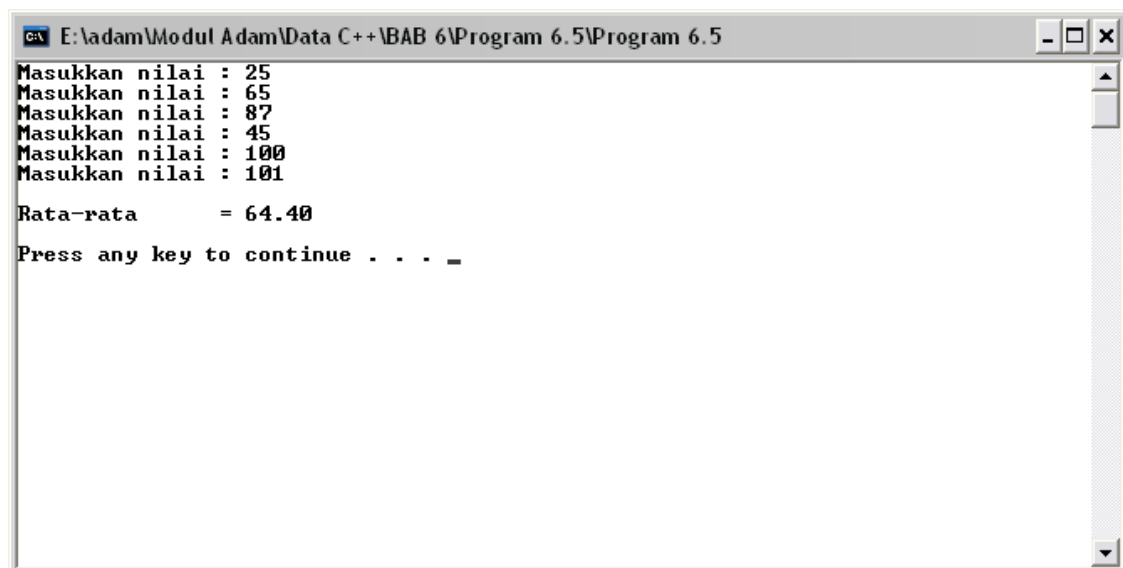 E:\adam\Modul Adam\Data C++\BAB 6\Program 6.5\Program 6.5
Masukkan nilai : 25
Masukkan nilai : 65
Masukkan nilai : 87
Masukkan nilai : 45
Masukkan nilai : 100
Masukkan nilai : 101
Rata-rata = 64.40
Press any key to continue . . . _